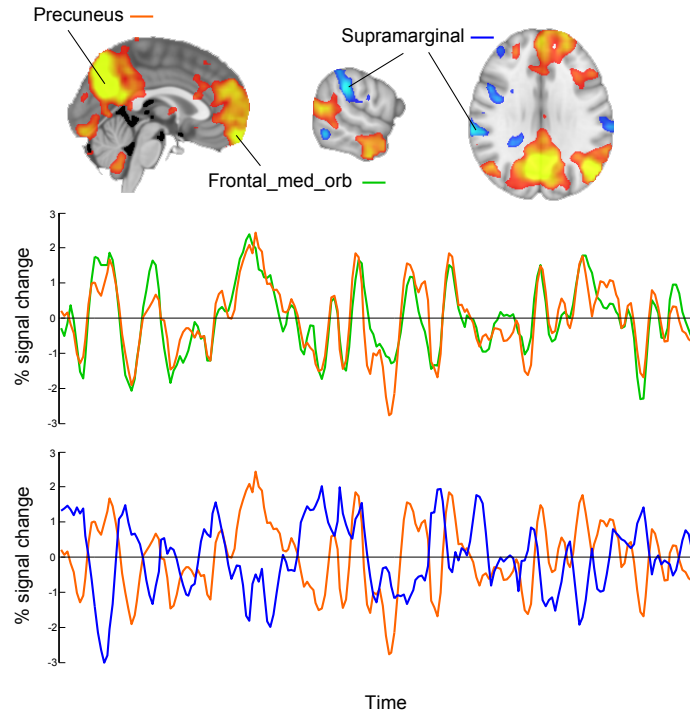 Precuneus
Supramarginal
Frontal_med_orb
% signal change
3
2
1
0
-1
-2
-3
% signal change
3
2
1
0
-1
-2
-3
Time